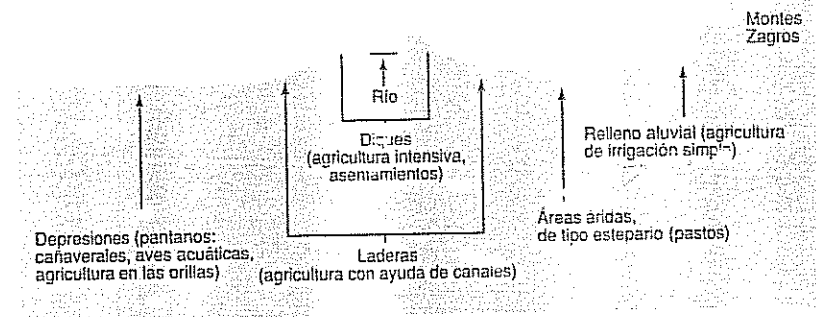 Montes
Zagros
Río
Diques
(agricultura intensiva,
asentamientos)
Relleno aluvial (agricultura
de irrigación simple)
Áreas áridas,
de tipo estepario (pastos)
Depresiones (pantanos:
cañaverales, aves acuáticas,
agricultura en las orillas)
Laderas
(agricultura con ayuda de canales)